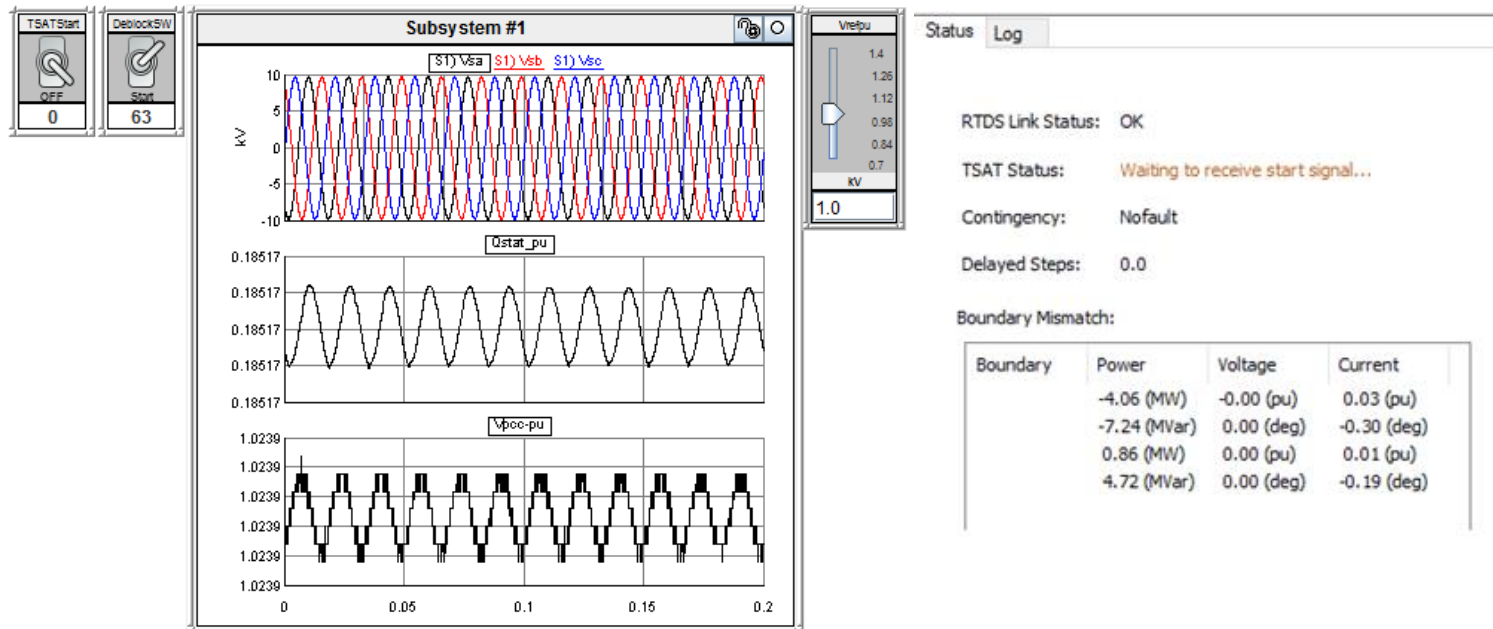 TSATStart
OFF
0
DeblockSW
Start
63
Subsystem #1
S1) Vsa S1) Vsb S1) Vsc
10
5
0
-5
-10
kV
Qstat_pu
0.18517
0.18517
0.18517
0.18517
0.18517
Vpcc-pu
1.0239
1.0239
1.0239
1.0239
1.0239
1.0239
0 0.05 0.1 0.15 0.2
Vrefpu
1.4
1.26
1.12
0.98
0.84
0.7
kV
1.0
Status Log
RTDS Link Status: OK
TSAT Status: Waiting to receive start signal...
Contingency: Nofault
Delayed Steps: 0.0
Boundary Mismatch:
Boundary Power Voltage Current
-4.06 (MW) -0.00 (pu) 0.03 (pu)
-7.24 (MVar) 0.00 (deg) -0.30 (deg)
0.86 (MW) 0.00 (pu) 0.01 (pu)
4.72 (MVar) 0.00 (deg) -0.19 (deg)